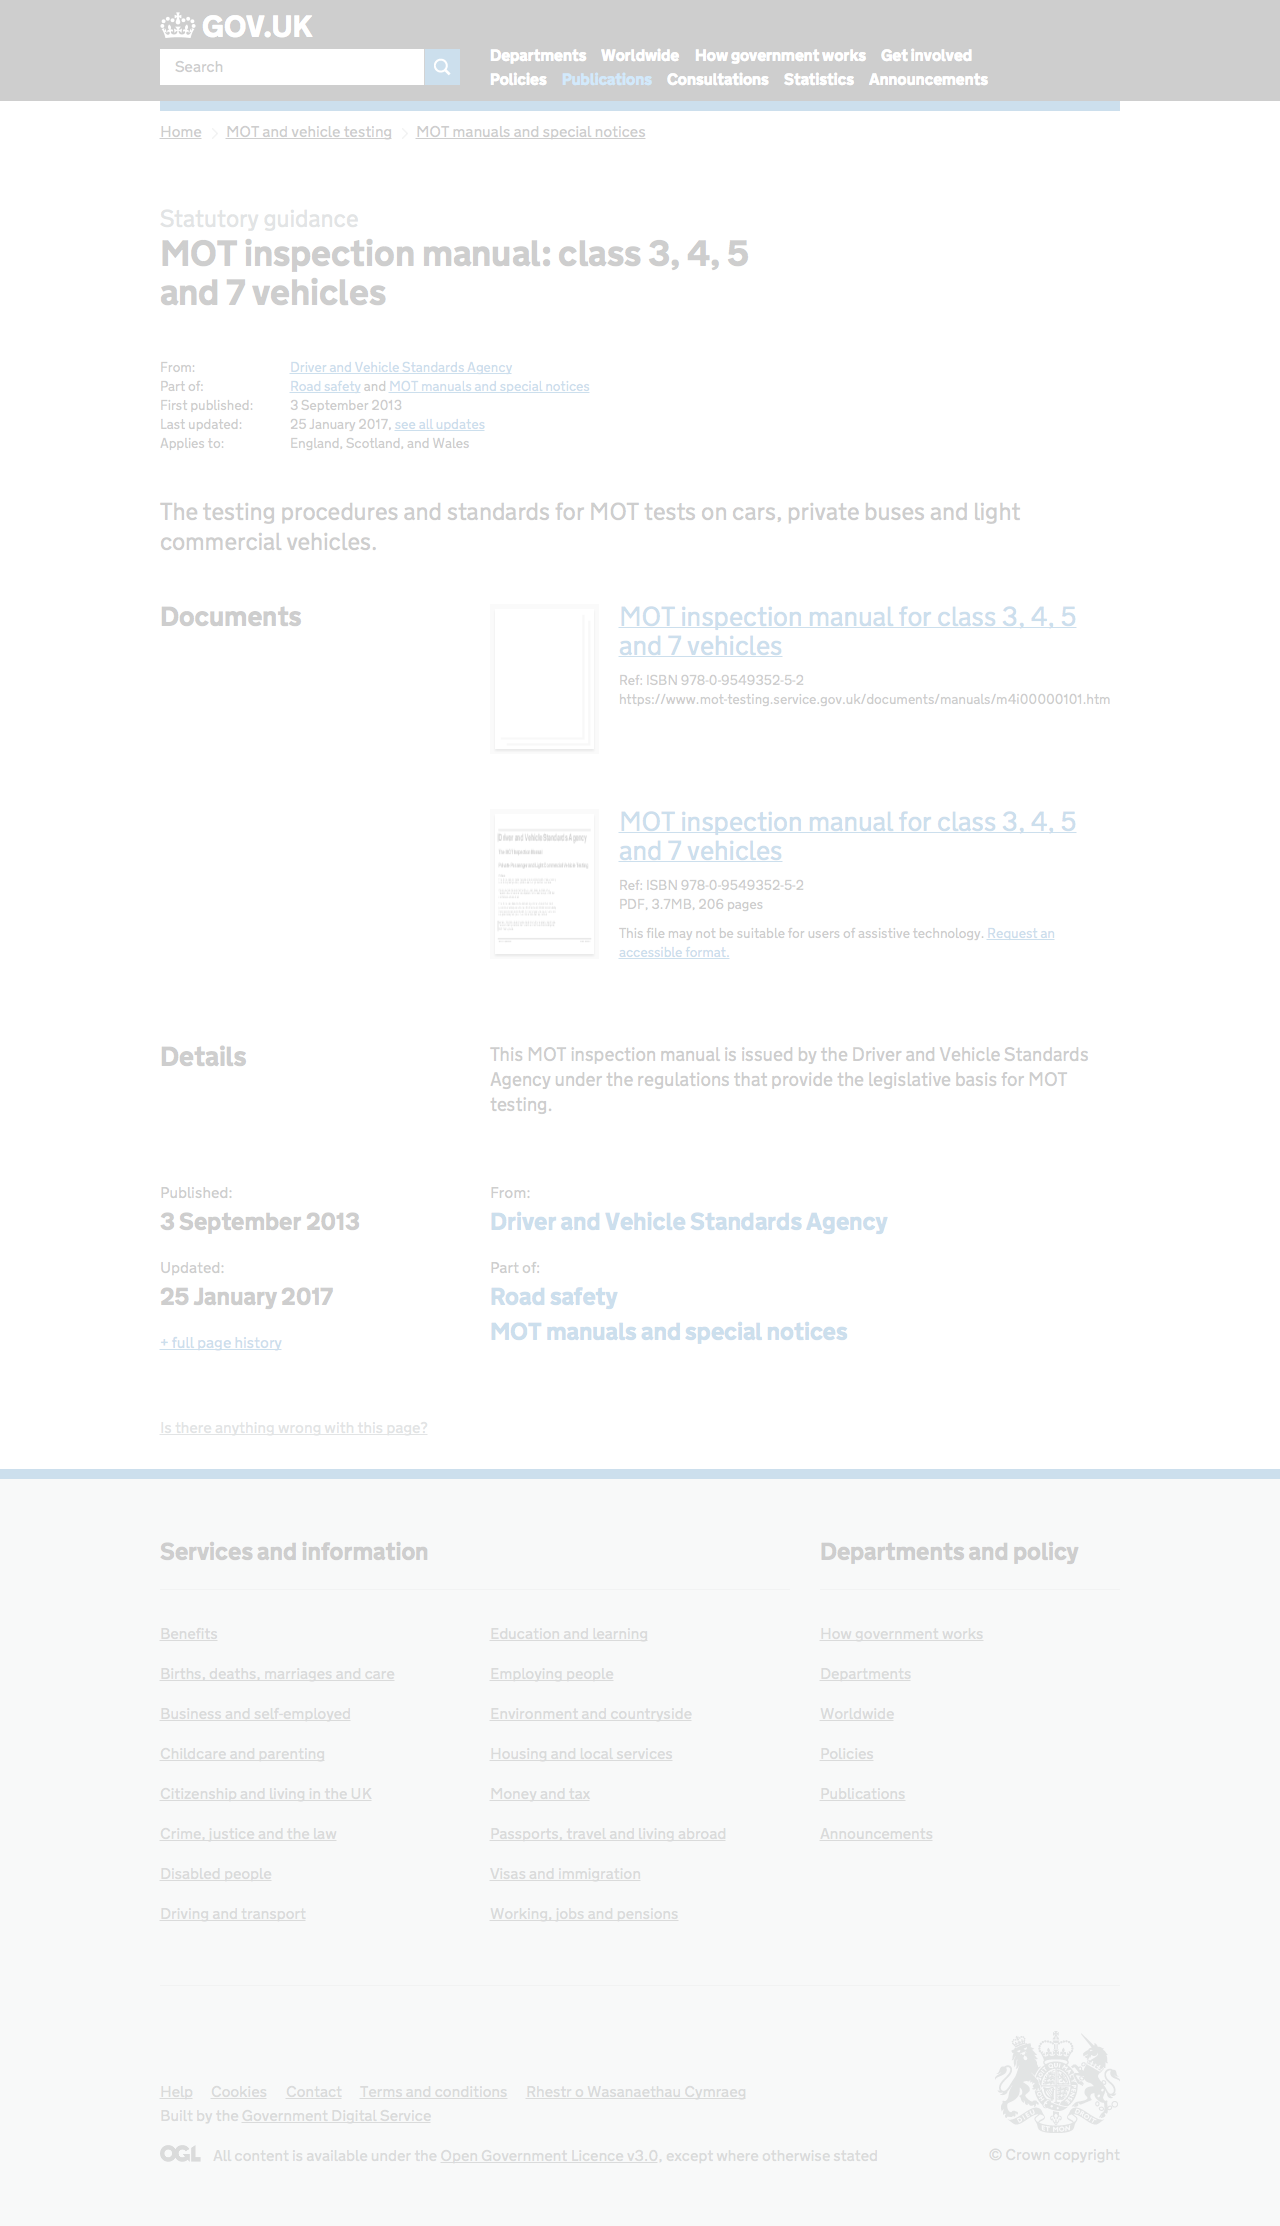 GOV.UK
Search
Departments Worldwide How government works Get involved
Policies Publications Consultations Statistics Announcements
Home > MOT and vehicle testing > MOT manuals and special notices
Statutory guidance
MOT inspection manual: class 3, 4, 5
and 7 vehicles
From: Driver and Vehicle Standards Agency
Part of: Road safety and MOT manuals and special notices
First published: 3 September 2013
Last updated: 25 January 2017, see all updates
Applies to: England, Scotland, and Wales
The testing procedures and standards for MOT tests on cars, private buses and light
commercial vehicles.
Documents
MOT inspection manual for class 3, 4, 5
and 7 vehicles
Ref: ISBN 978-0-9549352-5-2
https://www.mot-testing.service.gov.uk/documents/manuals/m4i00000101.htm
Driver and Vehicle Standards Agency
MOT inspection manual for class 3, 4, 5
and 7 vehicles
Ref: ISBN 978-0-9549352-5-2
PDF, 3.7MB, 206 pages
This file may not be suitable for users of assistive technology. Request an
accessible format.
Details
This MOT inspection manual is issued by the Driver and Vehicle Standards
Agency under the regulations that provide the legislative basis for MOT
testing.
Published:
3 September 2013
Updated:
25 January 2017
+ full page history
From:
Driver and Vehicle Standards Agency
Part of:
Road safety
MOT manuals and special notices
Is there anything wrong with this page?
Services and information
Benefits
Births, deaths, marriages and care
Business and self-employed
Childcare and parenting
Citizenship and living in the UK
Crime, justice and the law
Disabled people
Driving and transport
Education and learning
Employing people
Environment and countryside
Housing and local services
Money and tax
Passports, travel and living abroad
Visas and immigration
Working, jobs and pensions
Departments and policy
How government works
Departments
Worldwide
Policies
Publications
Announcements
Help Cookies Contact Terms and conditions Rhestr o Wasanaethau Cymraeg
Built by the Government Digital Service
OGL All content is available under the Open Government Licence v3.0, except where otherwise stated
© Crown copyright